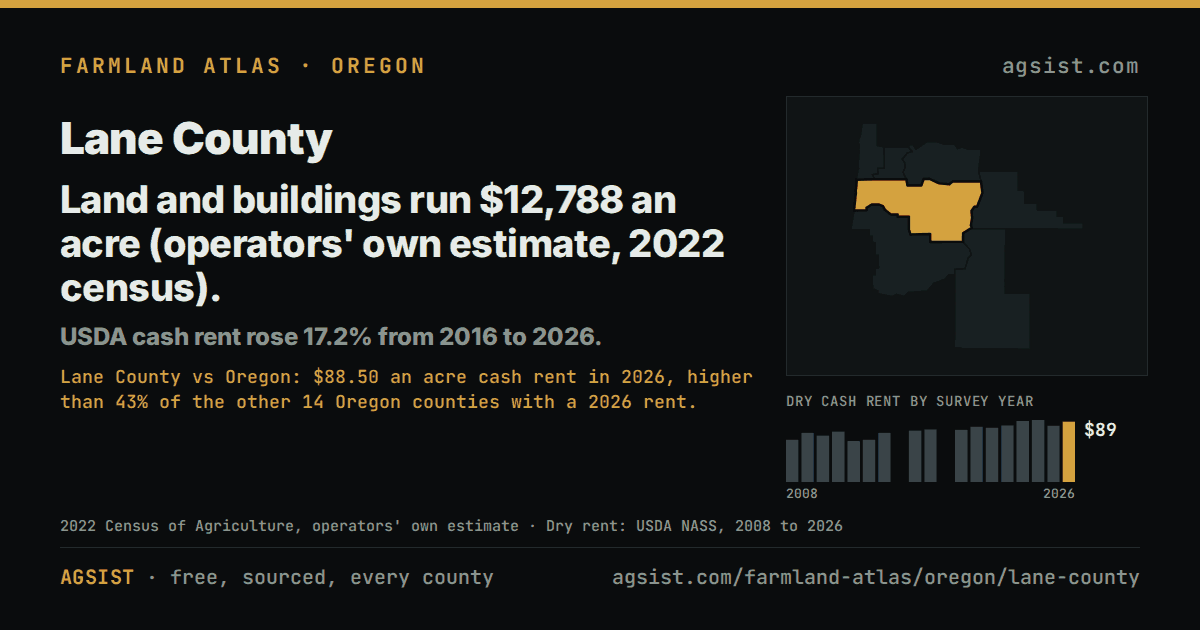 FARMLAND ATLAS · OREGON
agsist.com
Lane County
Land and buildings run $12,788 an
acre (operators' own estimate, 2022
census).
USDA cash rent rose 17.2% from 2016 to 2026.
Lane County vs Oregon: $88.50 an acre cash rent in 2026, higher
than 43% of the other 14 Oregon counties with a 2026 rent.
DRY CASH RENT BY SURVEY YEAR
$89
2008
2026
2022 Census of Agriculture, operators' own estimate · Dry rent: USDA NASS, 2008 to 2026
AGSIST · free, sourced, every county
agsist.com/farmland-atlas/oregon/lane-county